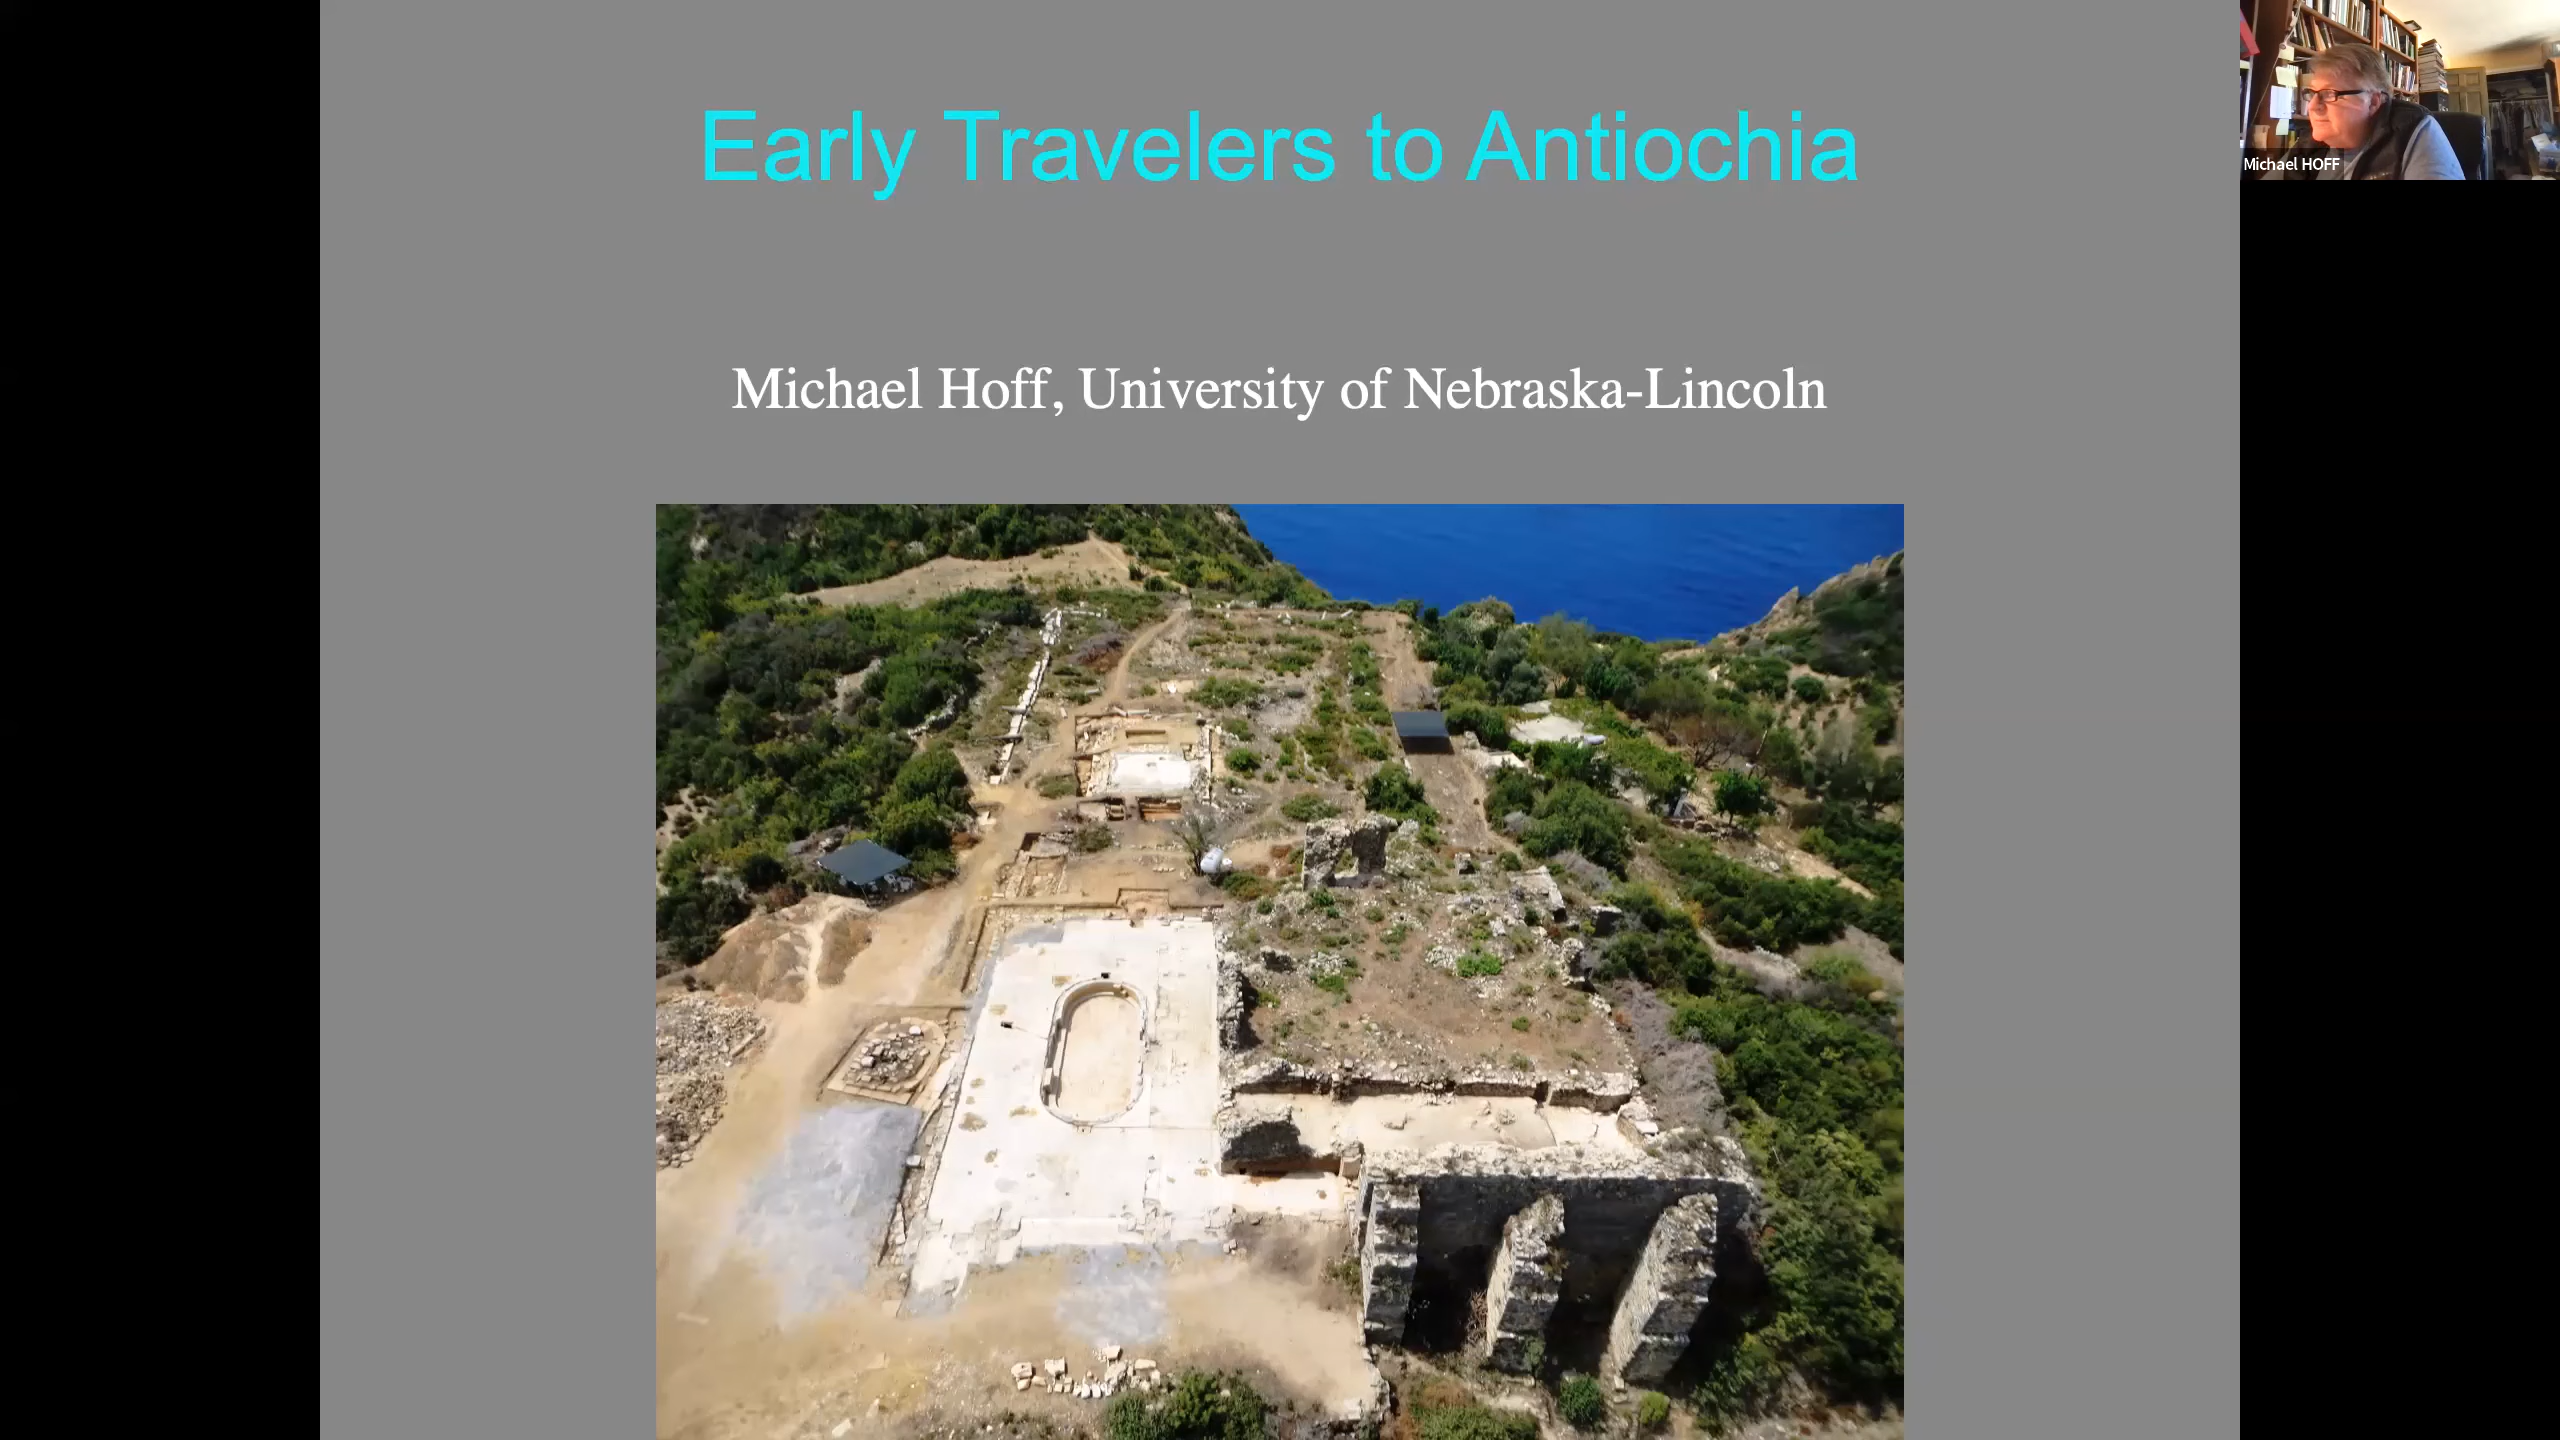 Early Travelers to Antiochia
Michael Hoff, University of Nebraska-Lincoln
Michael HOFF